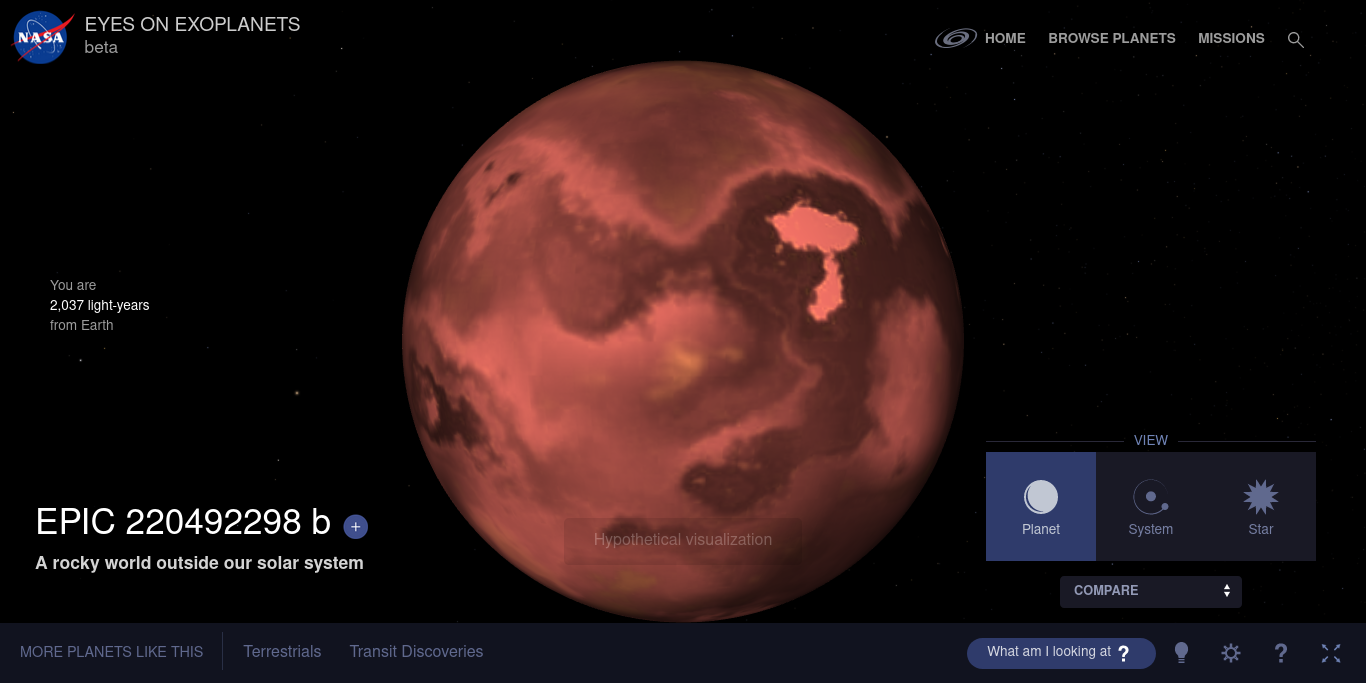 NASA
EYES ON EXOPLANETS
beta
HOME
BROWSE PLANETS
MISSIONS
You are
2,037 light-years
from Earth
EPIC 220492298 b +
A rocky world outside our solar system
Hypothetical visualization
VIEW
Planet
System
Star
COMPARE
MORE PLANETS LIKE THIS
Terrestrials
Transit Discoveries
What am I looking at ?
?